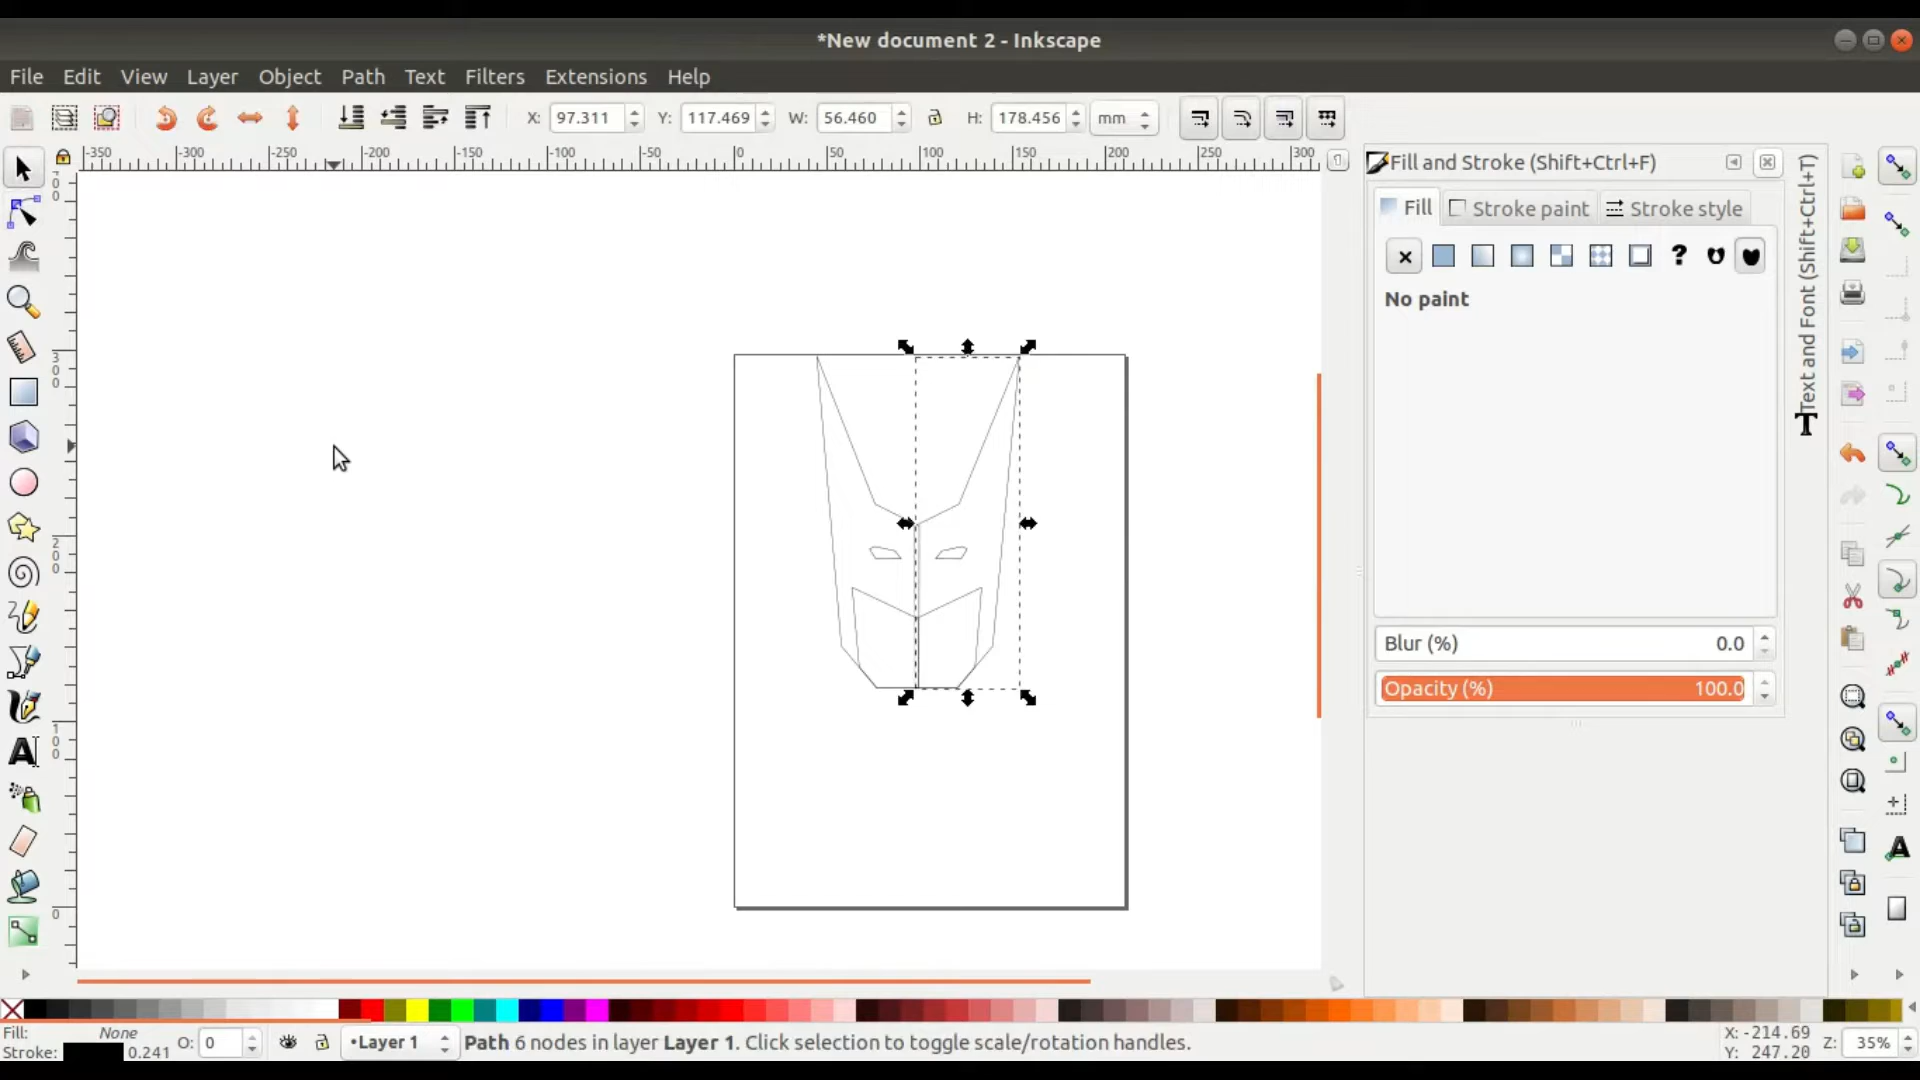 *New document 2 - Inkscape
File Edit View Layer Object Path Text Filters Extensions Help
X: 97.311 Y: 117.469 W: 56.460 H: 178.456 mm
-350 -300 -250 -200 -150 -100 -50 0 50 100 150 200 250 300
Fill and Stroke (Shift+Ctrl+F)
Fill Stroke paint Stroke style
?
No paint
Text and Font (Shift+Ctrl+T)
300
200
100
0
Blur (%) 0.0
Opacity (%) 100.0
Fill: None
Stroke: 0.241
O: 0
•Layer 1
Path 6 nodes in layer Layer 1. Click selection to toggle scale/rotation handles.
X: -214.69
Y: 247.20
Z: 35%